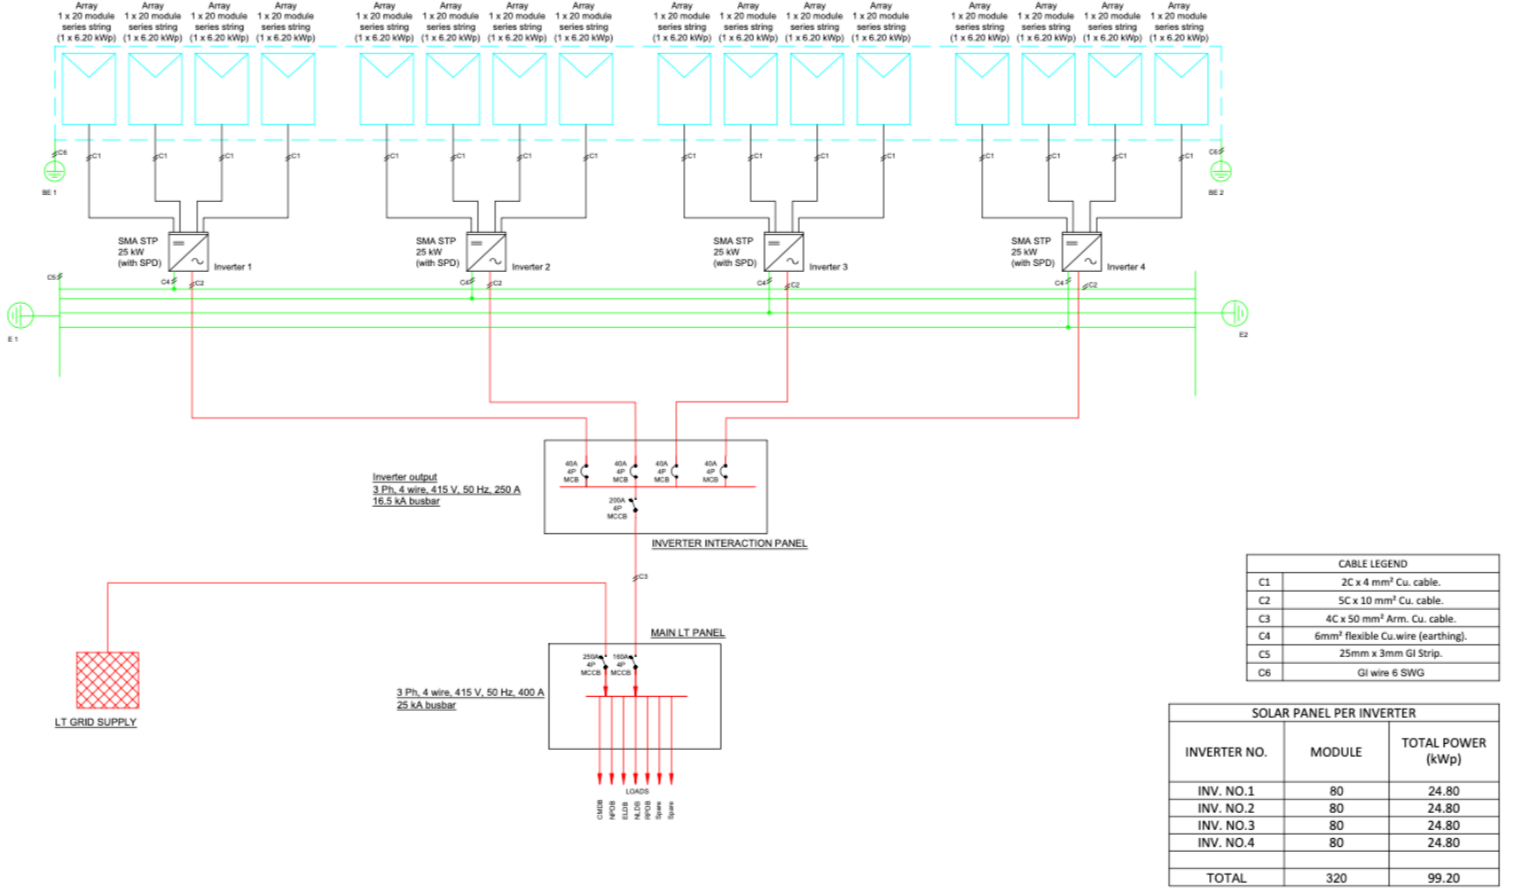 Array Array Array Array Array Array Array Array Array Array Array Array Array Array Array Array
1 x 20 module 1 x 20 module 1 x 20 module 1 x 20 module 1 x 20 module 1 x 20 module 1 x 20 module 1 x 20 module 1 x 20 module 1 x 20 module 1 x 20 module 1 x 20 module 1 x 20 module 1 x 20 module 1 x 20 module 1 x 20 module
series string series string series string series string series string series string series string series string series string series string series string series string series string series string series string series string
(1 x 6.20 kWp) (1 x 6.20 kWp) (1 x 6.20 kWp) (1 x 6.20 kWp) (1 x 6.20 kWp) (1 x 6.20 kWp) (1 x 6.20 kWp) (1 x 6.20 kWp) (1 x 6.20 kWp) (1 x 6.20 kWp) (1 x 6.20 kWp) (1 x 6.20 kWp) (1 x 6.20 kWp) (1 x 6.20 kWp) (1 x 6.20 kWp) (1 x 6.20 kWp)
C6 C1 C1 C1 C1 C1 C1 C1 C1 C1 C1 C1 C1 C1 C1 C1 C1 C6
BE 1 BE 2
SMA STP SMA STP SMA STP SMA STP
25 kW 25 kW 25 kW 25 kW
(with SPD) Inverter 1 (with SPD) Inverter 2 (with SPD) Inverter 3 (with SPD) Inverter 4
C5 C4 C2 C4 C2 C4 C2 C4 C2
E 1 E2
40A 40A 40A 40A
4P 4P 4P 4P
MCB MCB MCB MCB
Inverter output
3 Ph, 4 wire, 415 V, 50 Hz, 250 A
16.5 kA busbar
200A
4P
MCCB
INVERTER INTERACTION PANEL
C3
MAIN LT PANEL
250A 160A
4P 4P
MCCB MCCB
3 Ph, 4 wire, 415 V, 50 Hz, 400 A
25 kA busbar
LT GRID SUPPLY
LOADS
CMDB NPDB ELDB NLDB RPDB Spare Spare
CABLE LEGEND
C1 2C x 4 mm² Cu. cable.
C2 5C x 10 mm² Cu. cable.
C3 4C x 50 mm² Arm. Cu. cable.
C4 6mm² flexible Cu.wire (earthing).
C5 25mm x 3mm GI Strip.
C6 GI wire 6 SWG
SOLAR PANEL PER INVERTER
INVERTER NO. MODULE TOTAL POWER (kWp)
INV. NO.1 80 24.80
INV. NO.2 80 24.80
INV. NO.3 80 24.80
INV. NO.4 80 24.80
TOTAL 320 99.20